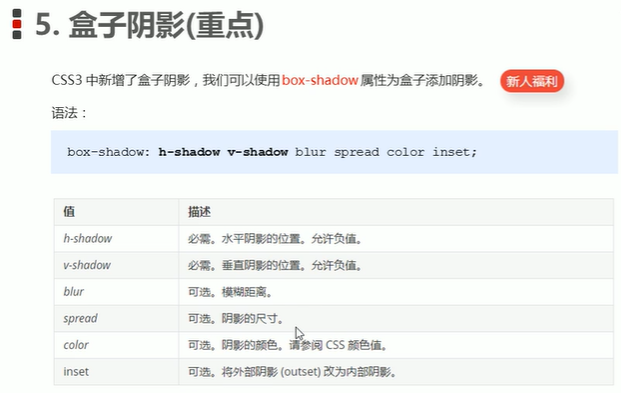 5. 盒子阴影(重点)
CSS3 中新增了盒子阴影，我们可以使用box-shadow属性为盒子添加阴影。 新人福利
语法：
box-shadow: h-shadow v-shadow blur spread color inset;
值 描述
h-shadow 必需。水平阴影的位置。允许负值。
v-shadow 必需。垂直阴影的位置。允许负值。
blur 可选。模糊距离。
spread 可选。阴影的尺寸。
color 可选。阴影的颜色。请参阅 CSS 颜色值。
inset 可选。将外部阴影 (outset) 改为内部阴影。